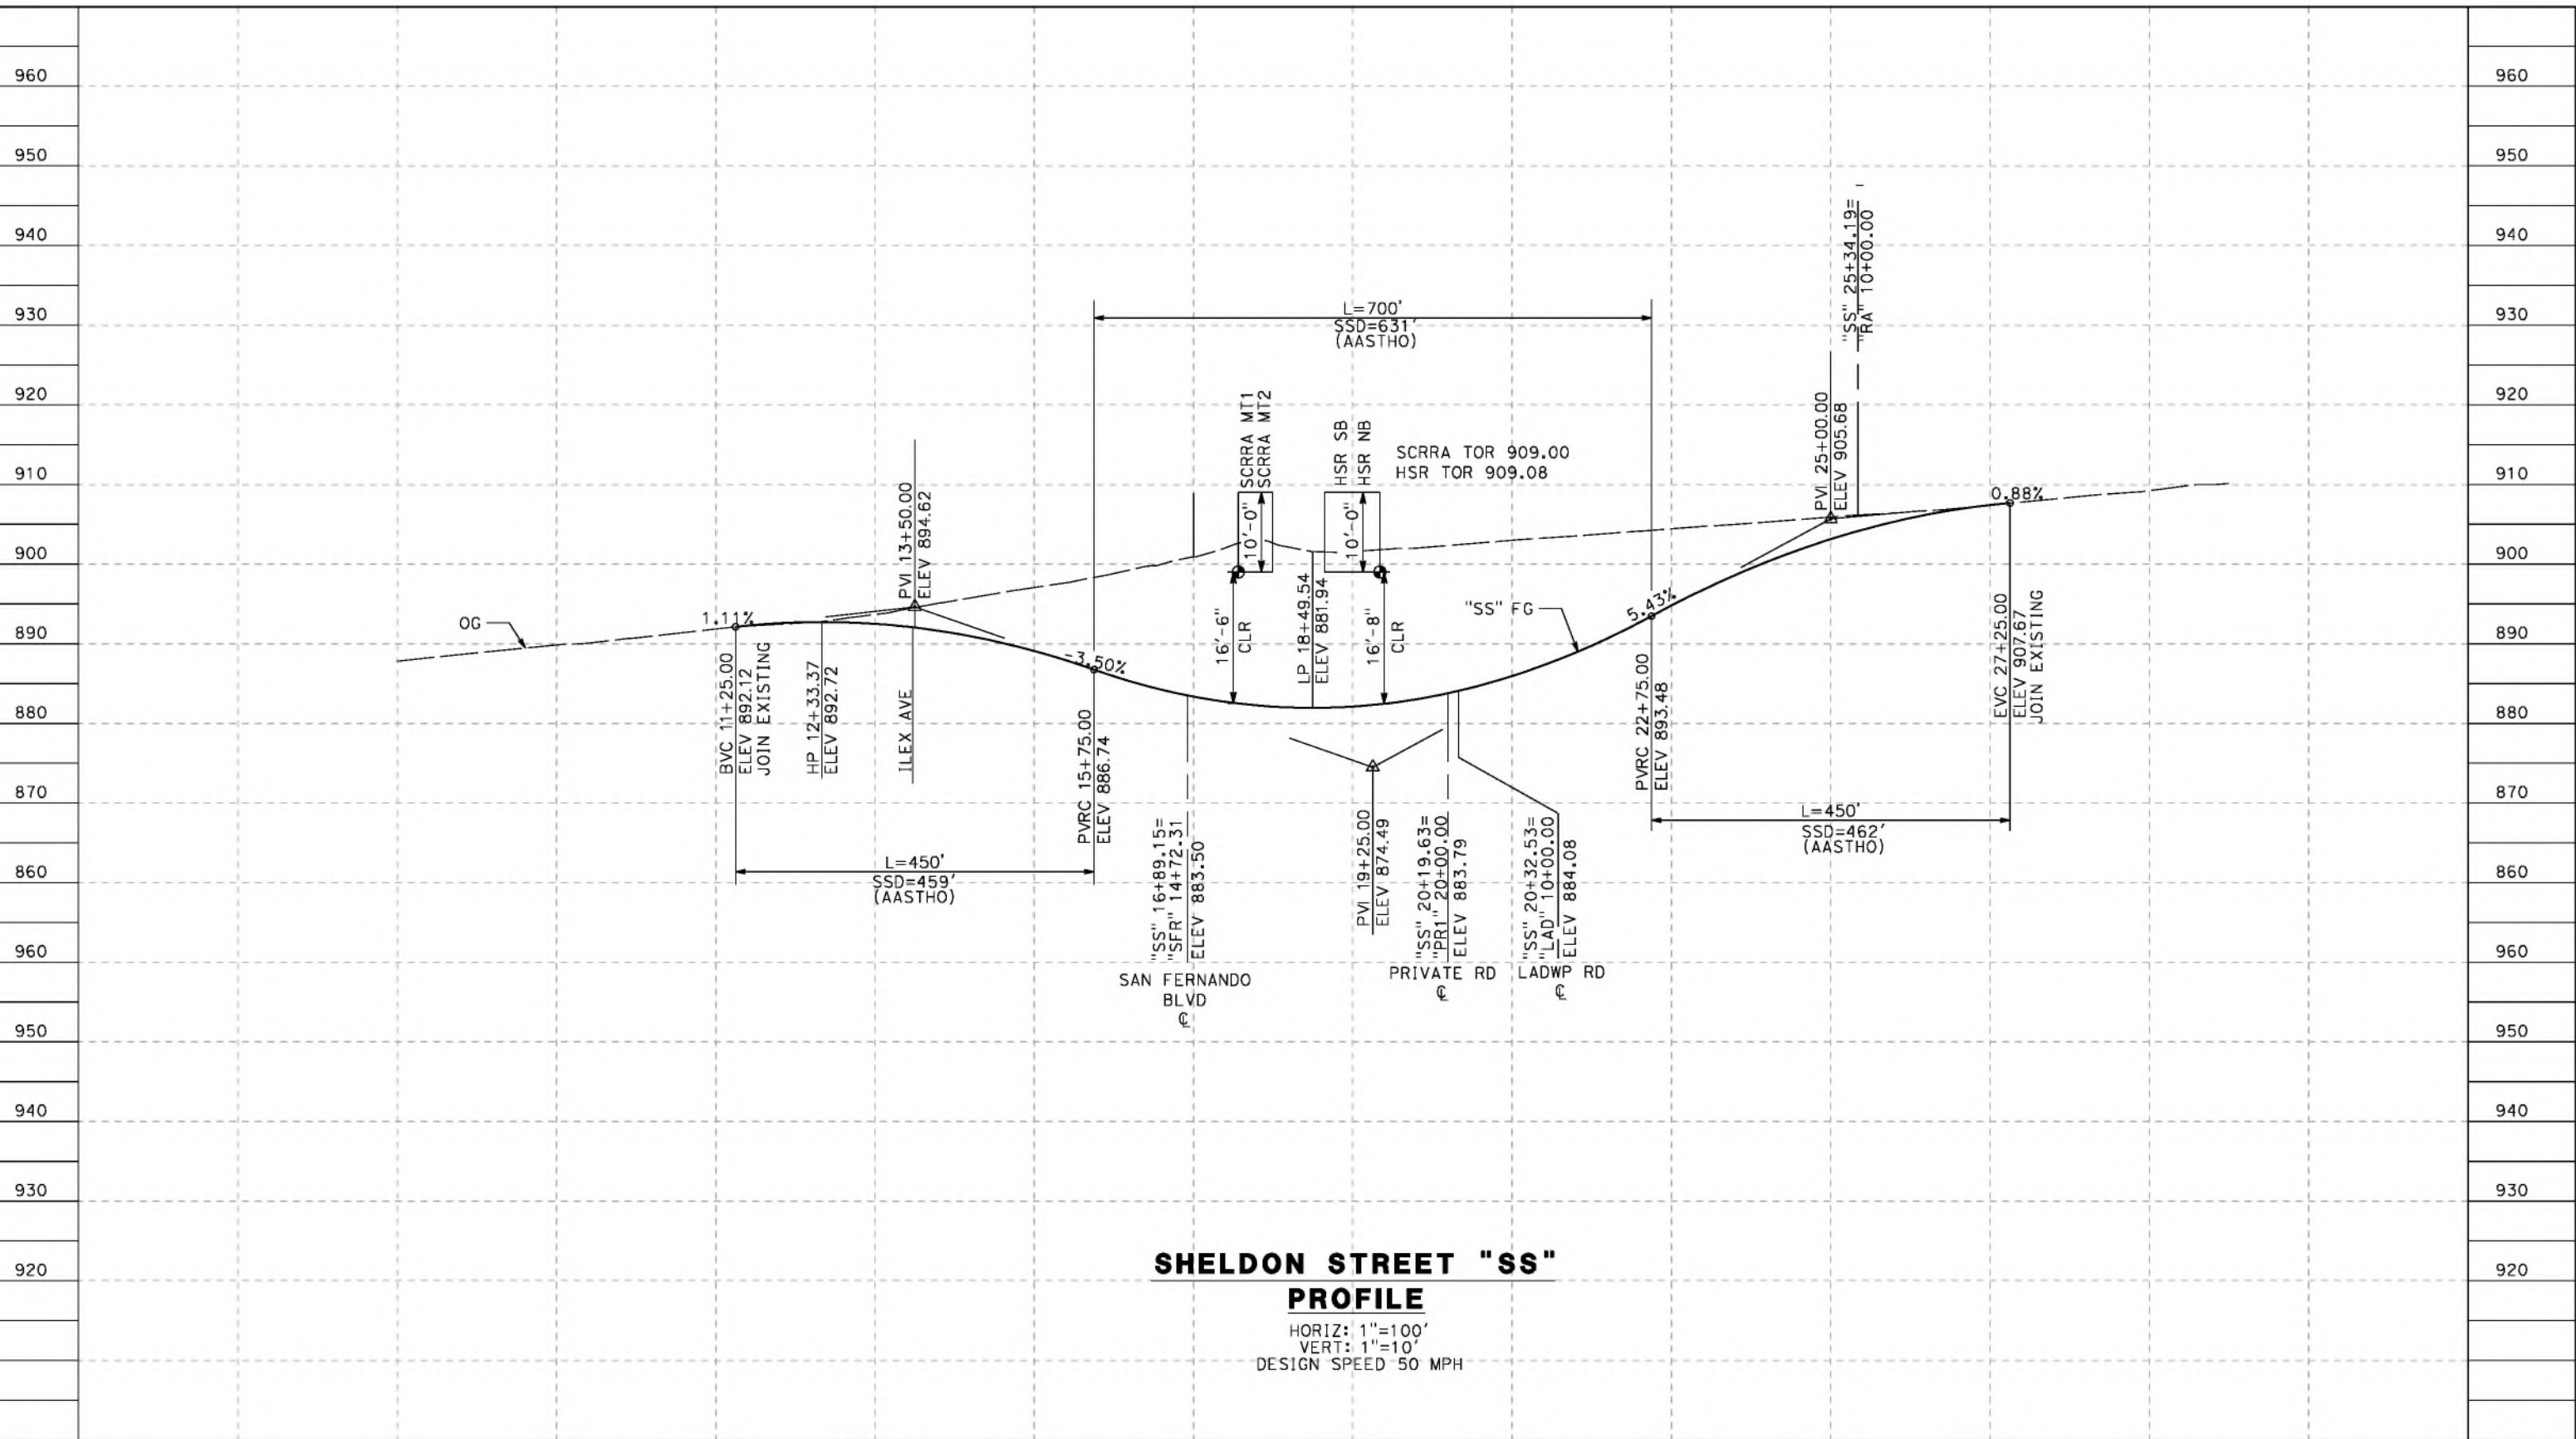 960
960
950
950
940
940
930
930
920
920
910
910
900
900
890
890
880
880
870
870
860
860
960
960
950
950
940
940
930
930
920
920
"SS" 25+34.19=
"RA" 10+00.00
L=700'
SSD=631'
(AASTHO)
SCRRA MT1
SCRRA MT2
HSR SB
HSR NB
SCRRA TOR 909.00
HSR TOR 909.08
PVI 25+00.00
ELEV 905.68
PVI 13+50.00
ELEV 894.62
10'-0"
10'-0"
0.88%
OG
1.11%
-3.50%
16'-6"
CLR
LP 18+49.54
ELEV 881.94
16'-8"
CLR
"SS" FG
5.43%
BVC 11+25.00
ELEV 892.12
JOIN EXISTING
HP 12+33.37
ELEV 892.72
ILEX AVE
PVRC 15+75.00
ELEV 886.74
PVRC 22+75.00
ELEV 893.48
EVC 27+25.00
ELEV 907.67
JOIN EXISTING
L=450'
SSD=459'
(AASTHO)
L=450'
SSD=462'
(AASTHO)
"SS" 16+89.15=
"SFR" 14+72.31
ELEV 883.50
SAN FERNANDO
BLVD
℄
PVI 19+25.00
ELEV 874.49
"SS" 20+19.63=
"PR1" 20+00.00
ELEV 883.79
PRIVATE RD
℄
"SS" 20+32.53=
"LAD" 10+00.00
ELEV 884.08
LADWP RD
℄
SHELDON STREET "SS"
PROFILE
HORIZ: 1"=100'
VERT: 1"=10'
DESIGN SPEED 50 MPH